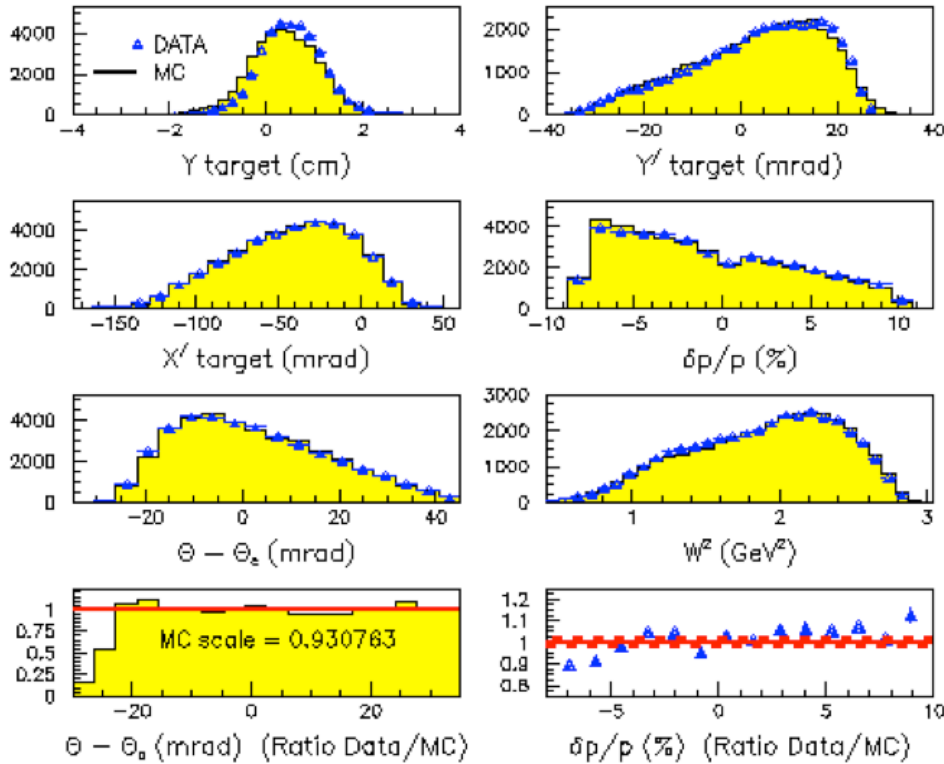 4000
2000
0
DATA
MC
−4 −2 0 2 4
Y target (cm)
2000
1000
0
−40 −20 0 20 40
Y′ target (mrad)
4000
2000
0
−150 −100 −50 0 50
X′ target (mrad)
4000
2000
0
−10 −5 0 5 10
δp/p (%)
4000
2000
0
−20 0 20 40
Θ − Θ (mrad)
3000
2000
1000
0
1 2 3
W² (GeV²)
1
0.75
0.5
0.25
0
MC scale = 0.930763
−20 0 20
Θ − Θ (mrad) (Ratio Data/MC)
1.2
1.1
1
0.9
0.8
−5 0 5 10
δp/p (%) (Ratio Data/MC)